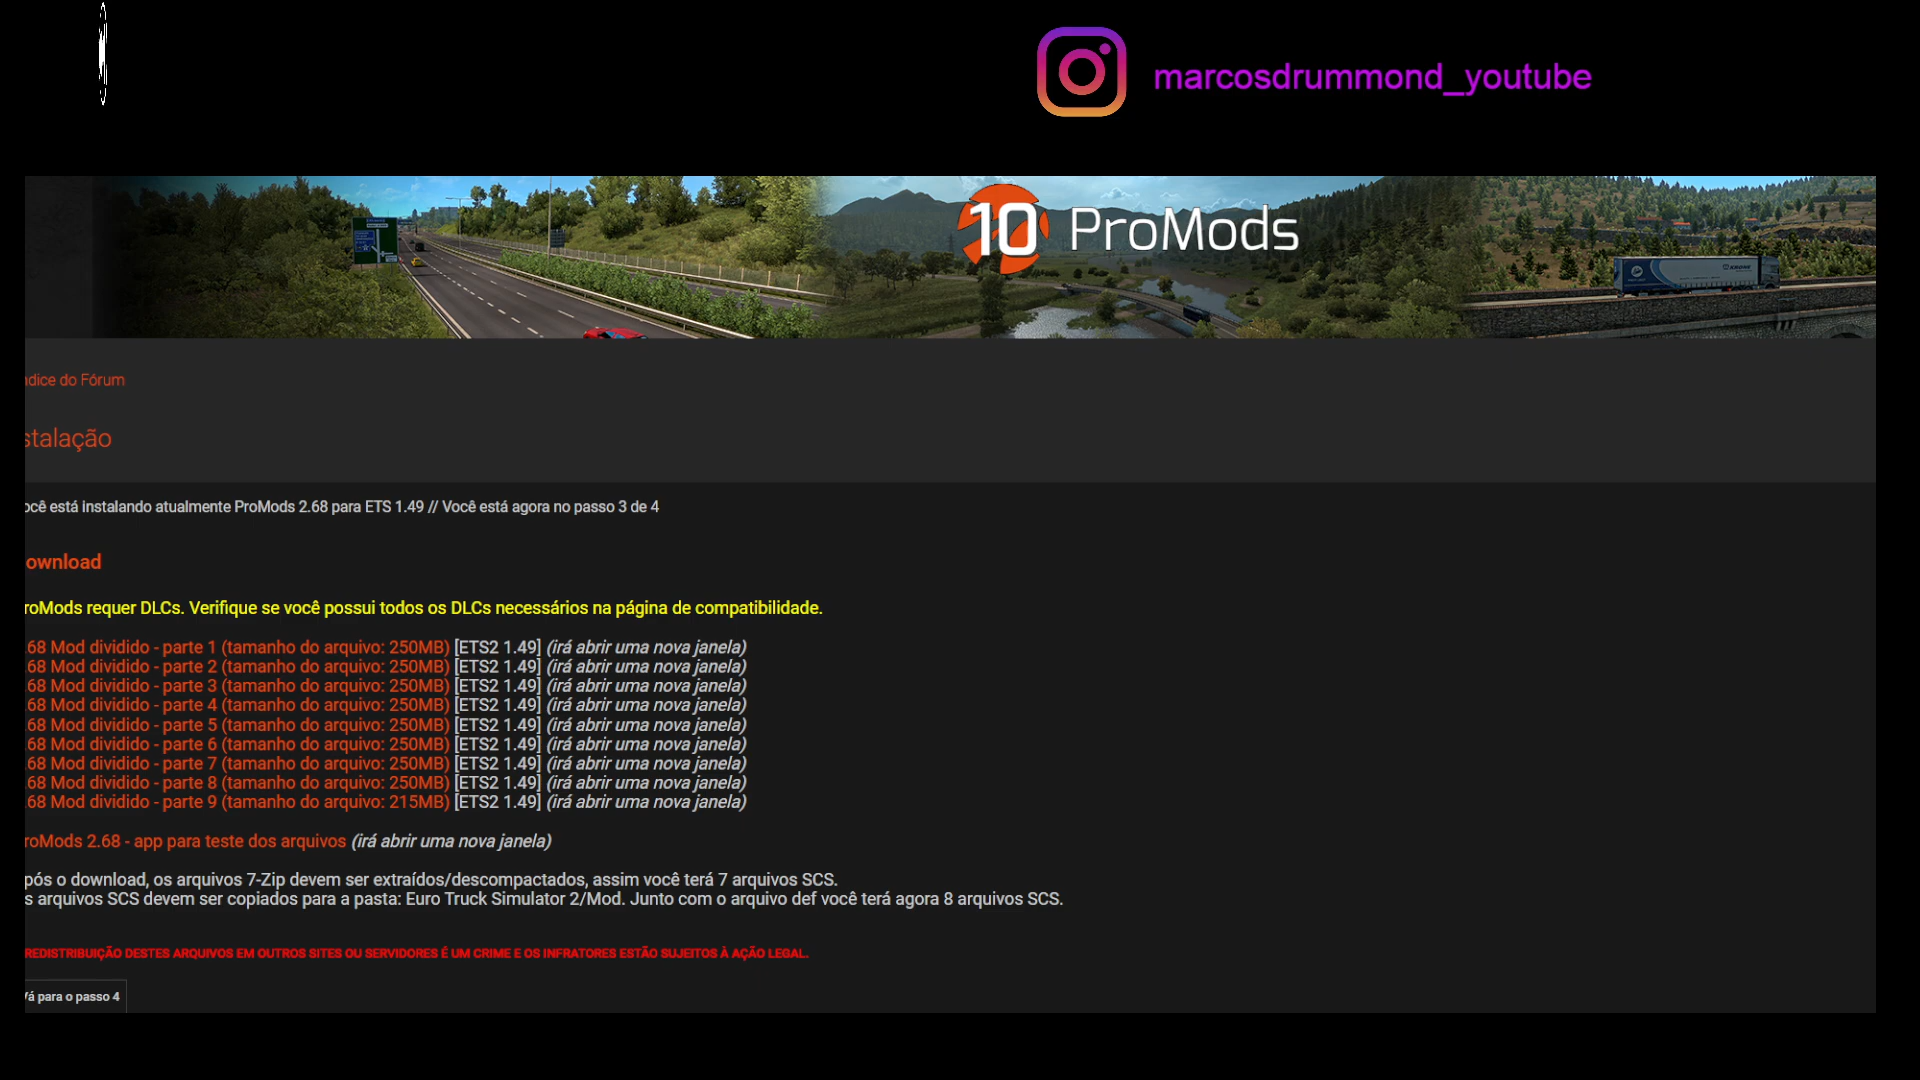 marcosdrummond_youtube
10 ProMods
KRONE
ndice do Fórum
stalação
ocê está instalando atualmente ProMods 2.68 para ETS 1.49 // Você está agora no passo 3 de 4
ownload
roMods requer DLCs. Verifique se você possui todos os DLCs necessários na página de compatibilidade.
.68 Mod dividido - parte 1 (tamanho do arquivo: 250MB) [ETS2 1.49] (irá abrir uma nova janela)
.68 Mod dividido - parte 2 (tamanho do arquivo: 250MB) [ETS2 1.49] (irá abrir uma nova janela)
.68 Mod dividido - parte 3 (tamanho do arquivo: 250MB) [ETS2 1.49] (irá abrir uma nova janela)
.68 Mod dividido - parte 4 (tamanho do arquivo: 250MB) [ETS2 1.49] (irá abrir uma nova janela)
.68 Mod dividido - parte 5 (tamanho do arquivo: 250MB) [ETS2 1.49] (irá abrir uma nova janela)
.68 Mod dividido - parte 6 (tamanho do arquivo: 250MB) [ETS2 1.49] (irá abrir uma nova janela)
.68 Mod dividido - parte 7 (tamanho do arquivo: 250MB) [ETS2 1.49] (irá abrir uma nova janela)
.68 Mod dividido - parte 8 (tamanho do arquivo: 250MB) [ETS2 1.49] (irá abrir uma nova janela)
.68 Mod dividido - parte 9 (tamanho do arquivo: 215MB) [ETS2 1.49] (irá abrir uma nova janela)
roMods 2.68 - app para teste dos arquivos (irá abrir uma nova janela)
pós o download, os arquivos 7-Zip devem ser extraídos/descompactados, assim você terá 7 arquivos SCS.
s arquivos SCS devem ser copiados para a pasta: Euro Truck Simulator 2/Mod. Junto com o arquivo def você terá agora 8 arquivos SCS.
REDISTRIBUIÇÃO DESTES ARQUIVOS EM OUTROS SITES OU SERVIDORES É UM CRIME E OS INFRATORES ESTÃO SUJEITOS À AÇÃO LEGAL.
Vá para o passo 4